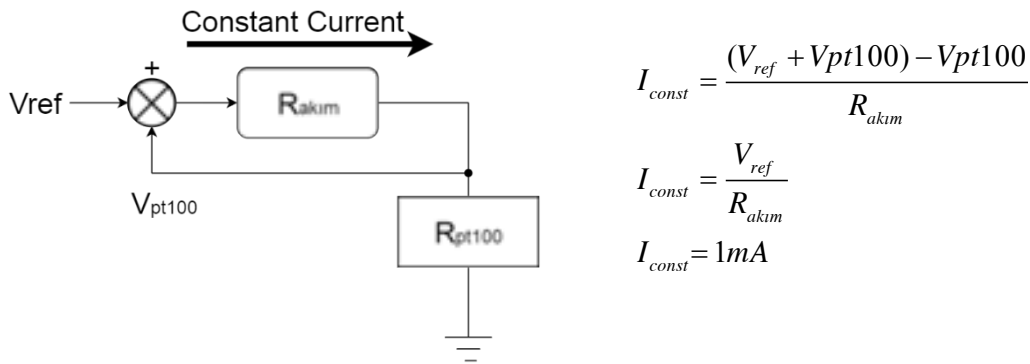 Constant Current
+
Vref
Rakım
Vpt100
Rpt100
I_const = ((V_ref + Vpt100) − Vpt100) / R_akım
I_const = V_ref / R_akım
I_const = 1mA